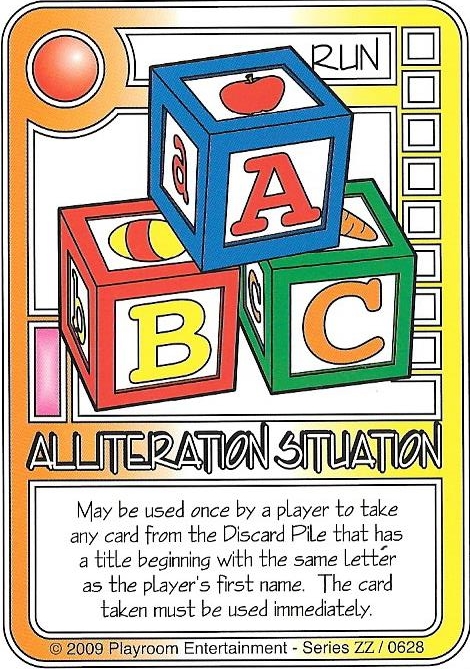 RUN
a
A
b
B
c
C
ALLITERATION SITUATION
May be used once by a player to take
any card from the Discard Pile that has
a title beginning with the same letter
as the player's first name. The card
taken must be used immediately.
© 2009 Playroom Entertainment - Series ZZ / 0628